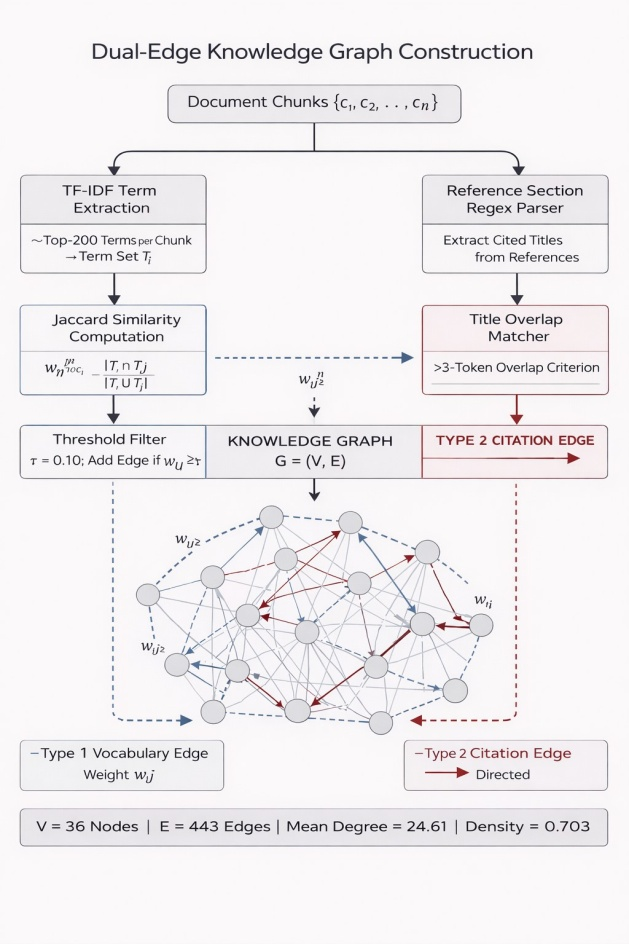 Dual-Edge Knowledge Graph Construction
Document Chunks {c₁, c₂, . . , cₙ}
TF-IDF Term
Extraction
~Top-200 Terms per Chunk
→ Term Set Tᵢ
Reference Section
Regex Parser
Extract Cited Titles
from References
Jaccard Similarity
Computation
|T, ∩ T,j
|T, ∪ Tⱼ|
Title Overlap
Matcher
>3-Token Overlap Criterion
Threshold Filter
τ = 0.10; Add Edge if wᵢⱼ ≥τ
KNOWLEDGE GRAPH
G = (V, E)
TYPE 2 CITATION EDGE
–Type 1 Vocabulary Edge
Weight wᵢj
–Type 2 Citation Edge
Directed
V = 36 Nodes | E = 443 Edges | Mean Degree = 24.61 | Density = 0.703